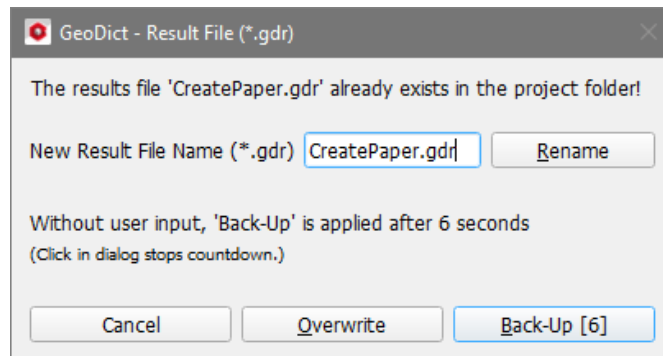 GeoDict - Result File (*.gdr)
The results file 'CreatePaper.gdr' already exists in the project folder!
New Result File Name (*.gdr) CreatePaper.gdr Rename
Without user input, 'Back-Up' is applied after 6 seconds
(Click in dialog stops countdown.)
Cancel Overwrite Back-Up [6]